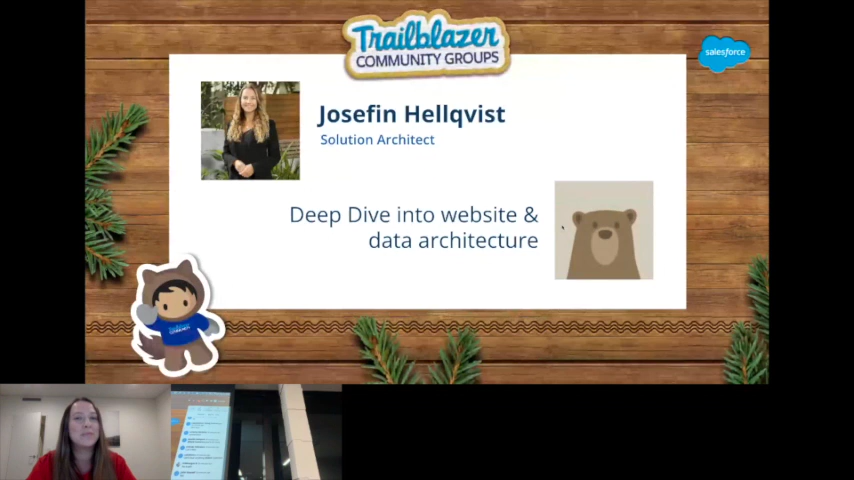 Trailblazer
COMMUNITY GROUPS
salesforce
Josefin Hellqvist
Solution Architect
Deep Dive into website &
data architecture